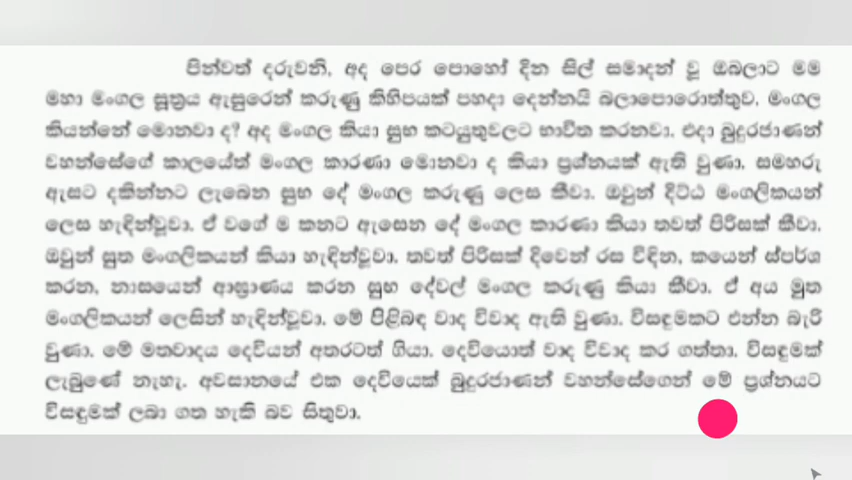 පින්වත් දරුවනි, අද පෙර පොහෝ දින සිල් සමාදන් වූ ඔබලාට මම
මහා මංගල සූත්‍රය ඇසුරෙන් කරුණු කිහිපයක් පහදා දෙන්නයි බලාපොරොත්තුව. මංගල
කියන්නේ මොනවා ද? අද මංගල කියා සුභ කටයුතුවලට භාවිත කරනවා. එදා බුදුරජාණන්
වහන්සේගේ කාලයේත් මංගල කාරණා මොනවා ද කියා ප්‍රශ්නයක් ඇති වුණා. සමහරු
ඇසට දකින්නට ලැබෙන සුභ දේ මංගල කරුණු ලෙස කීවා. ඔවුන් දිට්ඨ මංගලිකයන්
ලෙස හැඳින්වූවා. ඒ වගේ ම කනට ඇසෙන දේ මංගල කාරණා කියා තවත් පිරිසක් කීවා.
ඔවුන් සුත මංගලිකයන් කියා හැඳින්වූවා. තවත් පිරිසක් දිවෙන් රස විඳින, කයෙන් ස්පර්ශ
කරන, නාසයෙන් ආඝ්‍රාණය කරන සුභ දේවල් මංගල කරුණු කියා කීවා. ඒ අය මුත
මංගලිකයන් ලෙසින් හැඳින්වූවා. මේ පිළිබඳ වාද විවාද ඇති වුණා. විසඳුමකට එන්න බැරි
වුණා. මේ මතවාදය දෙවියන් අතරටත් ගියා. දෙවියොත් වාද විවාද කර ගත්තා. විසඳුමක්
ලැබුණේ නැහැ. අවසානයේ එක දෙවියෙක් බුදුරජාණන් වහන්සේගෙන් මේ ප්‍රශ්නයට
විසඳුමක් ලබා ගත හැකි බව සිතුවා.